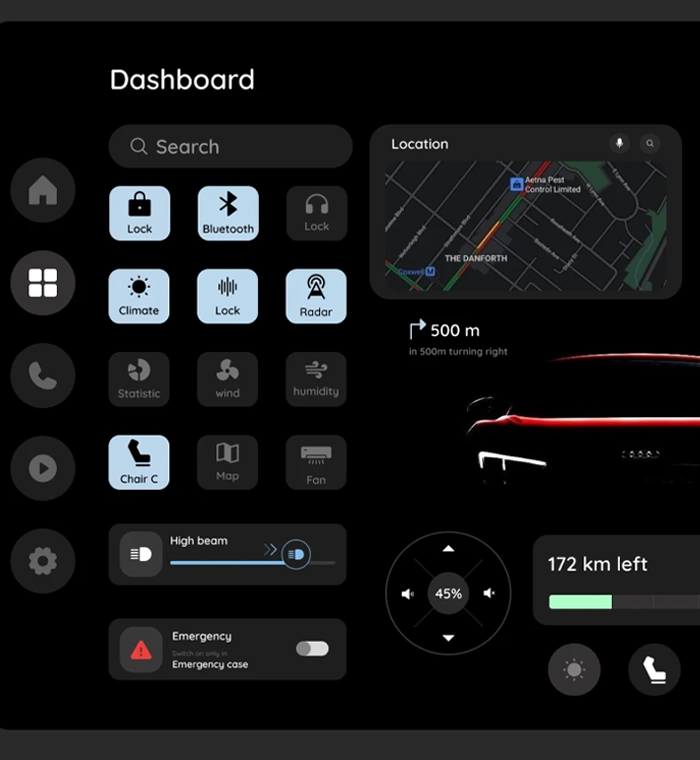 Dashboard
Search
Lock
Bluetooth
Lock
Climate
Lock
Radar
Statistic
wind
humidity
Chair C
Map
Fan
High beam
Emergency
Switch on only in
Emergency case
Location
Aetna Pest
Control Limited
THE DANFORTH
Coxwell
M
500 m
in 500m turning right
45%
172 km left